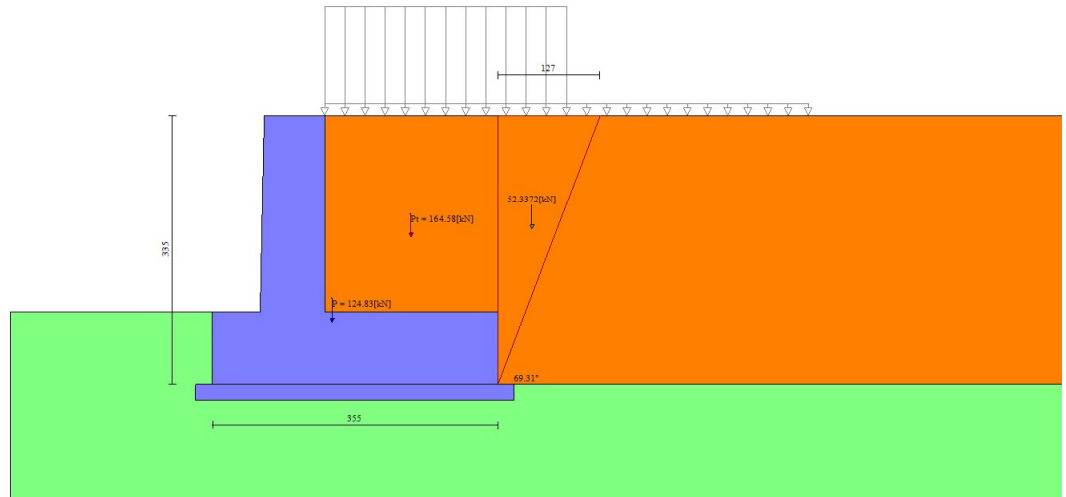 127
335
52.3372[kN]
Pt = 164.58[kN]
P = 124.83[kN]
69.31°
355